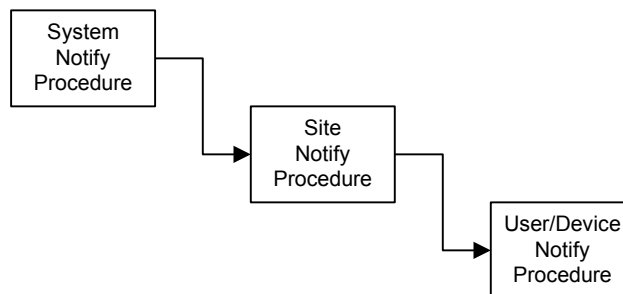 System
Notify
Procedure
Site
Notify
Procedure
User/Device
Notify
Procedure